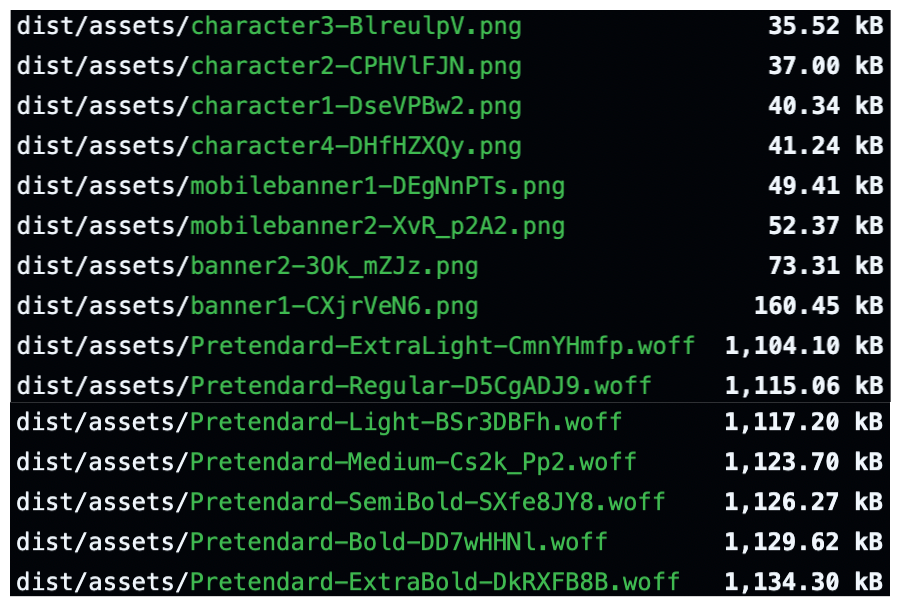 dist/assets/character3-BlreulpV.png 35.52 kB
dist/assets/character2-CPHVlFJN.png 37.00 kB
dist/assets/character1-DseVPBw2.png 40.34 kB
dist/assets/character4-DHfHZXQy.png 41.24 kB
dist/assets/mobilebanner1-DEgNnPTs.png 49.41 kB
dist/assets/mobilebanner2-XvR_p2A2.png 52.37 kB
dist/assets/banner2-3Ok_mZJz.png 73.31 kB
dist/assets/banner1-CXjrVeN6.png 160.45 kB
dist/assets/Pretendard-ExtraLight-CmnYHmfp.woff 1,104.10 kB
dist/assets/Pretendard-Regular-D5CgADJ9.woff 1,115.06 kB
dist/assets/Pretendard-Light-BSr3DBFh.woff 1,117.20 kB
dist/assets/Pretendard-Medium-Cs2k_Pp2.woff 1,123.70 kB
dist/assets/Pretendard-SemiBold-SXfe8JY8.woff 1,126.27 kB
dist/assets/Pretendard-Bold-DD7wHHNl.woff 1,129.62 kB
dist/assets/Pretendard-ExtraBold-DkRXFB8B.woff 1,134.30 kB